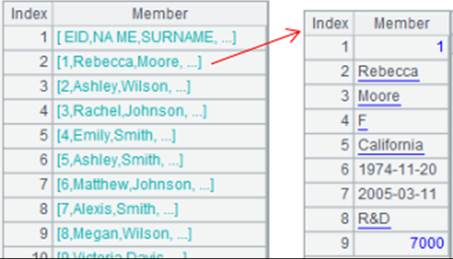 Index Member
1 [ EID,NA ME,SURNAME, ...]
2 [1,Rebecca,Moore, ...]
3 [2,Ashley,Wilson, ...]
4 [3,Rachel,Johnson, ...]
5 [4,Emily,Smith, ...]
6 [5,Ashley,Smith, ...]
7 [6,Matthew,Johnson, ...]
8 [7,Alexis,Smith, ...]
9 [8,Megan,Wilson, ...]
10 [9,Victoria,Davis, ...]
Index Member
1 1
2 Rebecca
3 Moore
4 F
5 California
6 1974-11-20
7 2005-03-11
8 R&D
9 7000